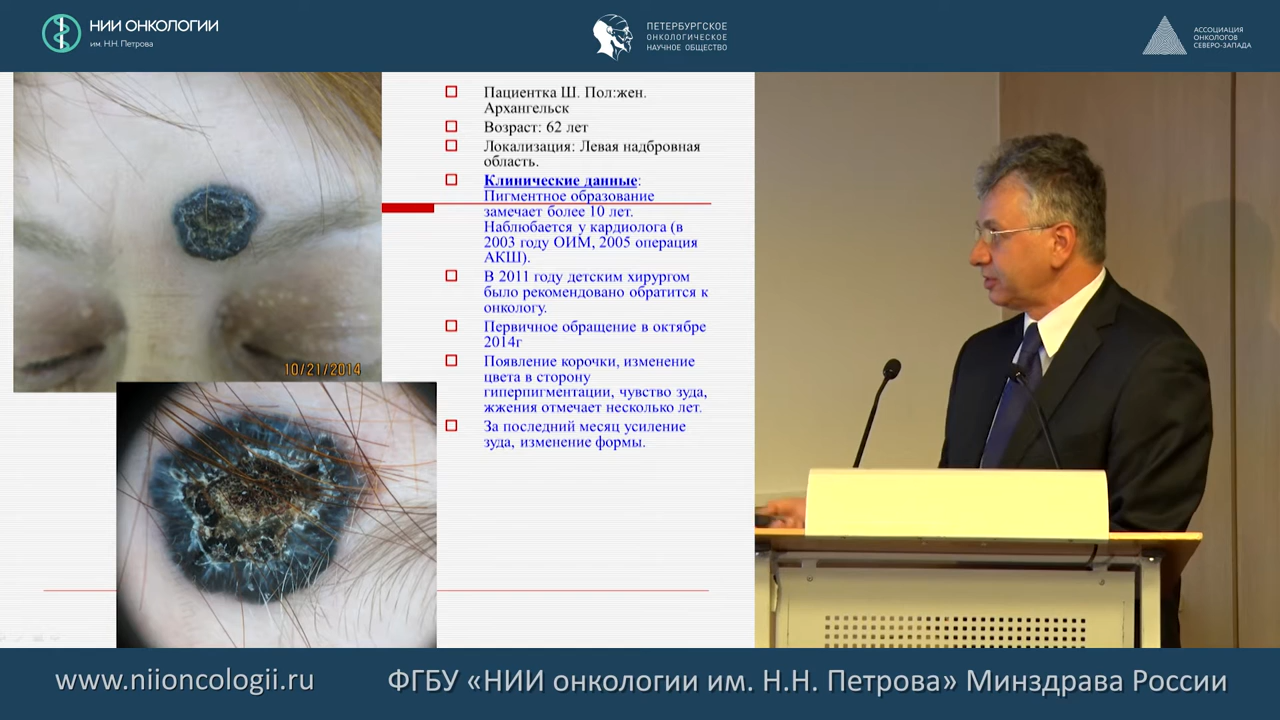 НИИ ОНКОЛОГИИ
им. Н.Н. Петрова
ПЕТЕРБУРГСКОЕ
ОНКОЛОГИЧЕСКОЕ
НАУЧНОЕ ОБЩЕСТВО
АССОЦИАЦИЯ
ОНКОЛОГОВ
СЕВЕРО-ЗАПАДА
Пациентка Ш. Пол:жен.
Архангельск
Возраст: 62 лет
Локализация: Левая надбровная
область.
Клинические данные:
Пигментное образование
замечает более 10 лет.
Наблюбается у кардиолога (в
2003 году ОИМ, 2005 операция
АКШ).
В 2011 году детским хирургом
было рекомендовано обратится к
онкологу.
Первичное обращение в октябре
2014г
Появление корочки, изменение
цвета в сторону
гиперпигментации, чувство зуда,
жжения отмечает несколько лет.
За последний месяц усиление
зуда, изменение формы.
10/21/2014
www.niioncologii.ru
ФГБУ «НИИ онкологии им. Н.Н. Петрова» Минздрава России